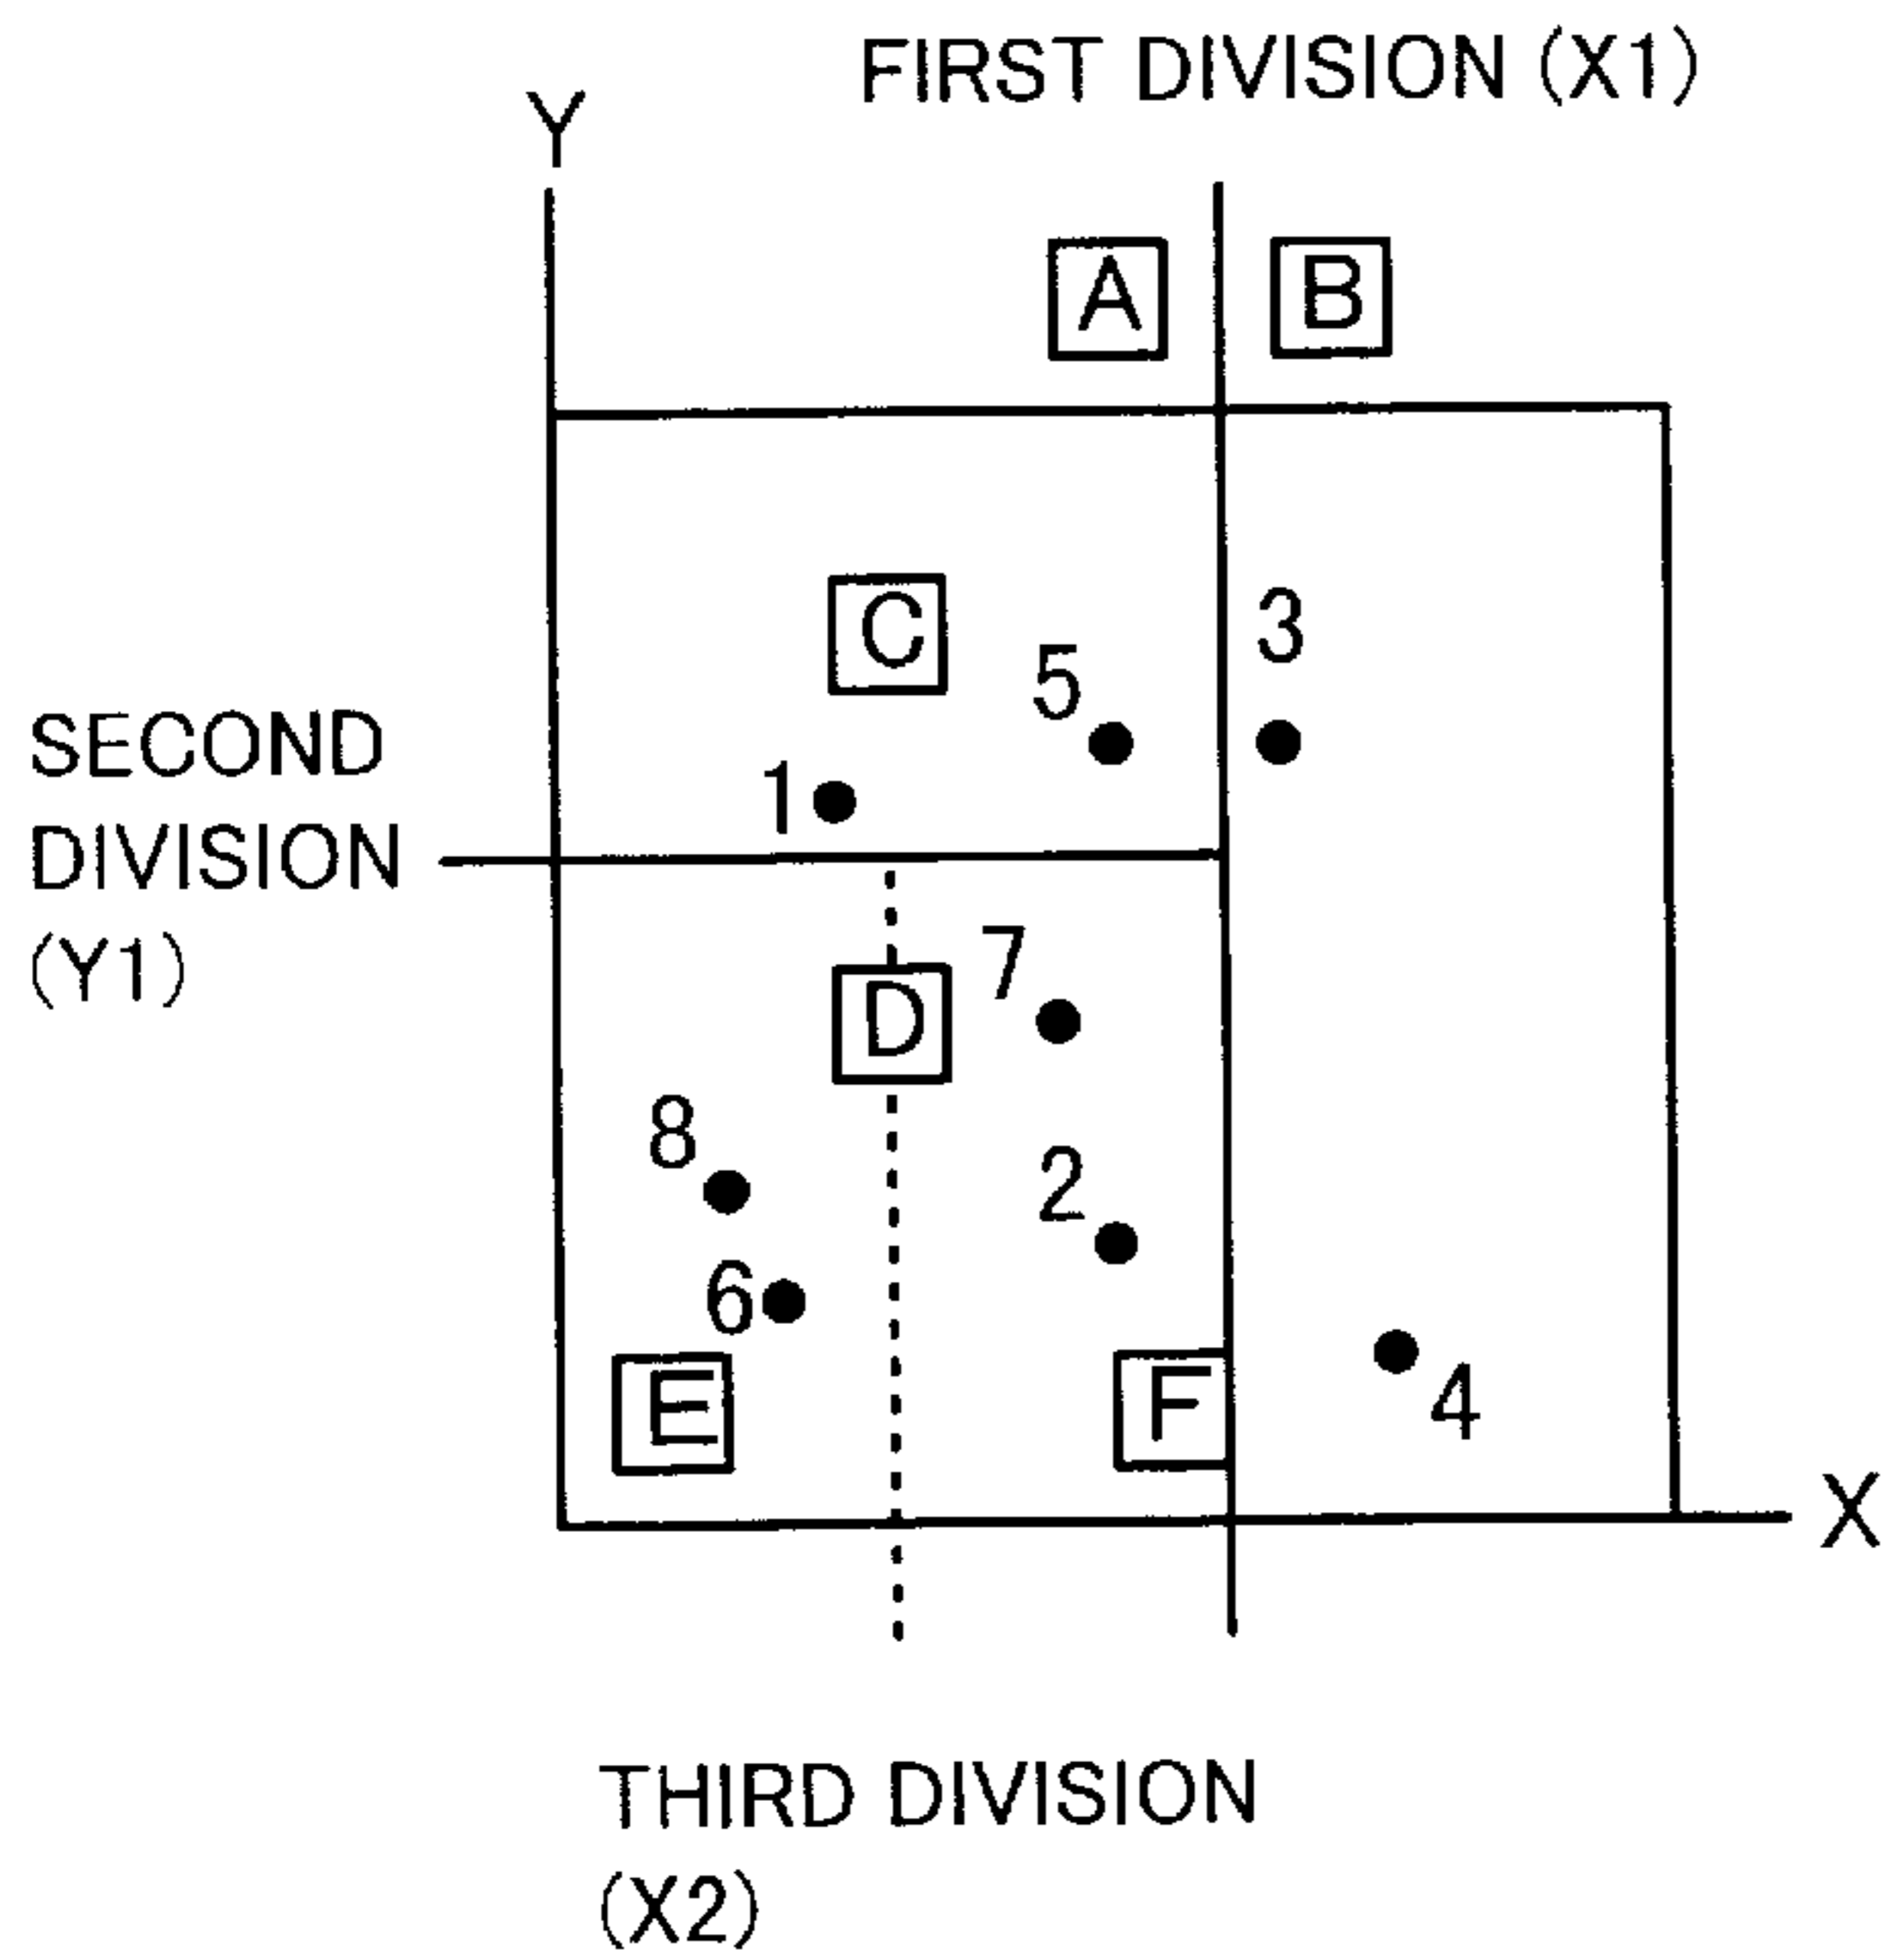 FIRST DIVISION (X1)
Y
A
B
C
3
5
1
SECOND
DIVISION
(Y1)
7
D
8
2
6
E
F
4
X
THIRD DIVISION
(X2)